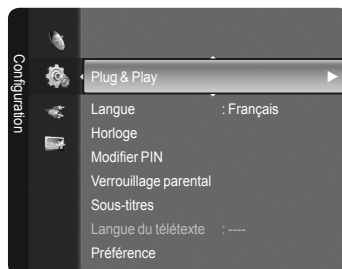 Configuration
Plug & Play
Langue : Français
Horloge
Modifier PIN
Verrouillage parental
Sous-titres
Langue du télétexte : ----
Préférence